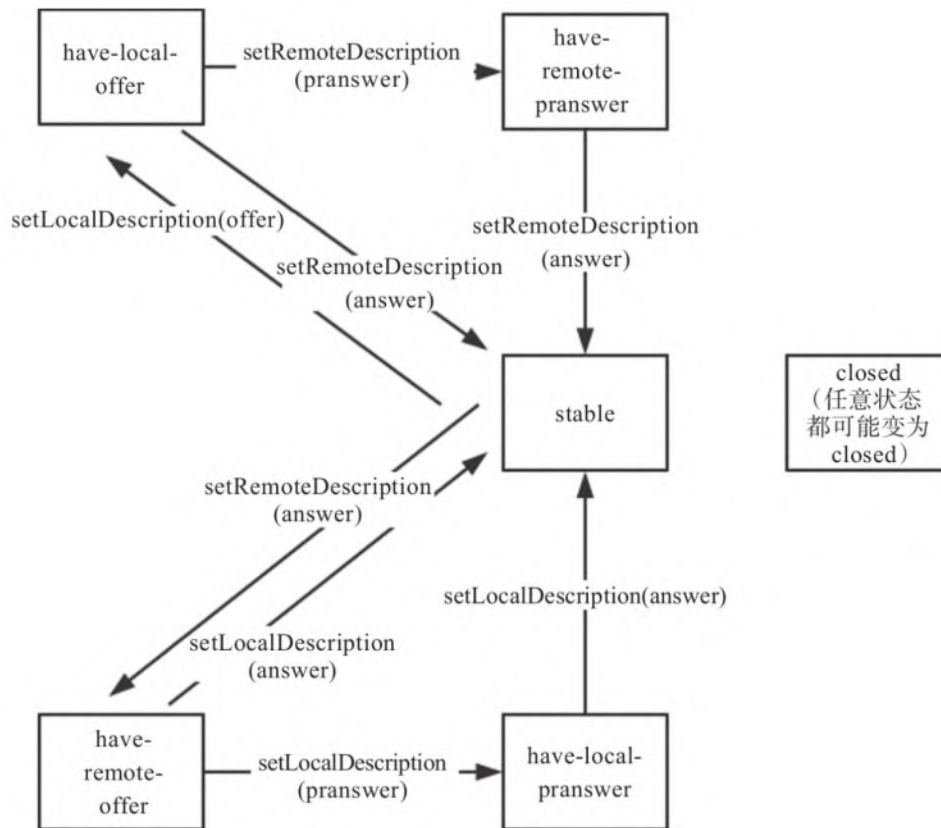 have-local-
offer
setRemoteDescription
(pranswer)
have-
remote-
pranswer
setLocalDescription(offer)
setRemoteDescription
(answer)
setRemoteDescription
(answer)
stable
closed
（任意状态
都可能变为
closed）
setRemoteDescription
(answer)
setLocalDescription(answer)
setLocalDescription
(answer)
have-
remote-
offer
setLocalDescription
(pranswer)
have-local-
pranswer